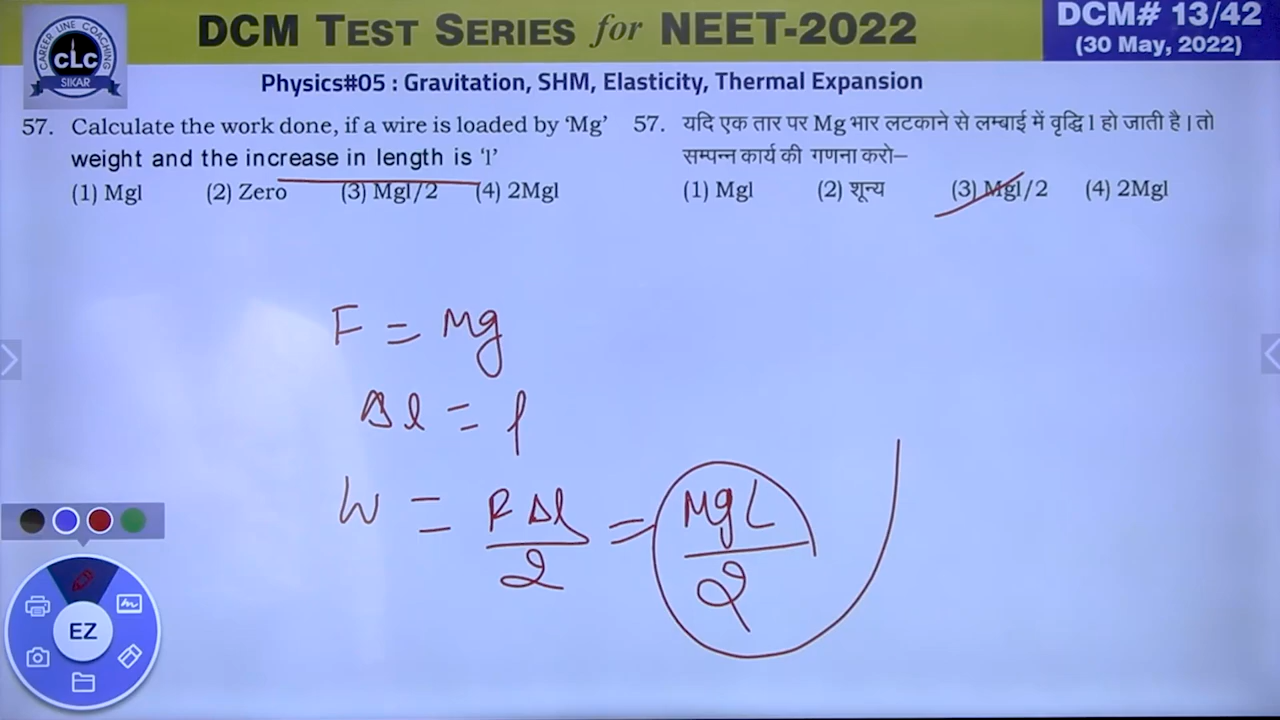 CAREER LINE COACHING
CLC
SIKAR
DCM TEST SERIES for NEET-2022
DCM# 13/42
(30 May, 2022)
Physics#05 : Gravitation, SHM, Elasticity, Thermal Expansion
57. Calculate the work done, if a wire is loaded by 'Mg'
weight and the increase in length is 'l'
(1) Mgl (2) Zero (3) Mgl/2 (4) 2Mgl
57. यदि एक तार पर Mg भार लटकाने से लम्बाई में वृद्धि l हो जाती है। तो
सम्पन्न कार्य की गणना करो–
(1) Mgl (2) शून्य (3) Mgl/2 (4) 2Mgl
F = Mg
Δl = l
W = F Δl / 2 = MgL / 2
EZ